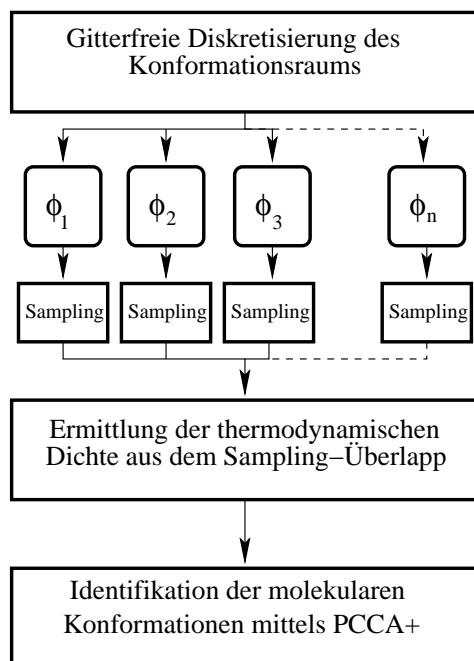 Gitterfreie Diskretisierung des
Konformationsraums
ϕ1 ϕ2 ϕ3 ϕn
Sampling Sampling Sampling Sampling
Ermittlung der thermodynamischen
Dichte aus dem Sampling−Überlapp
Identifikation der molekularen
Konformationen mittels PCCA+